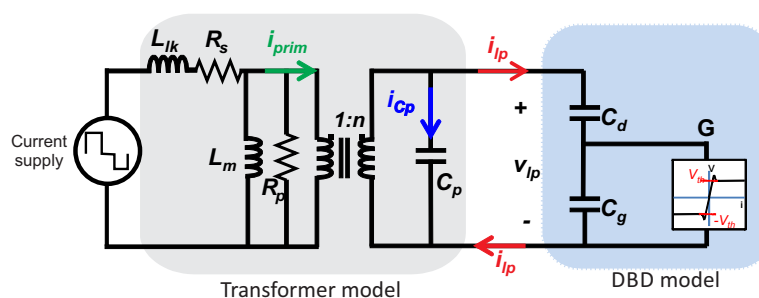 L_lk
R_s
i_prim
i_lp
1:n
i_Cp
+
C_d
G
Current
supply
L_m
R_p
C_p
v_lp
C_g
V
V_th
i
-V_th
-
i_lp
Transformer model
DBD model